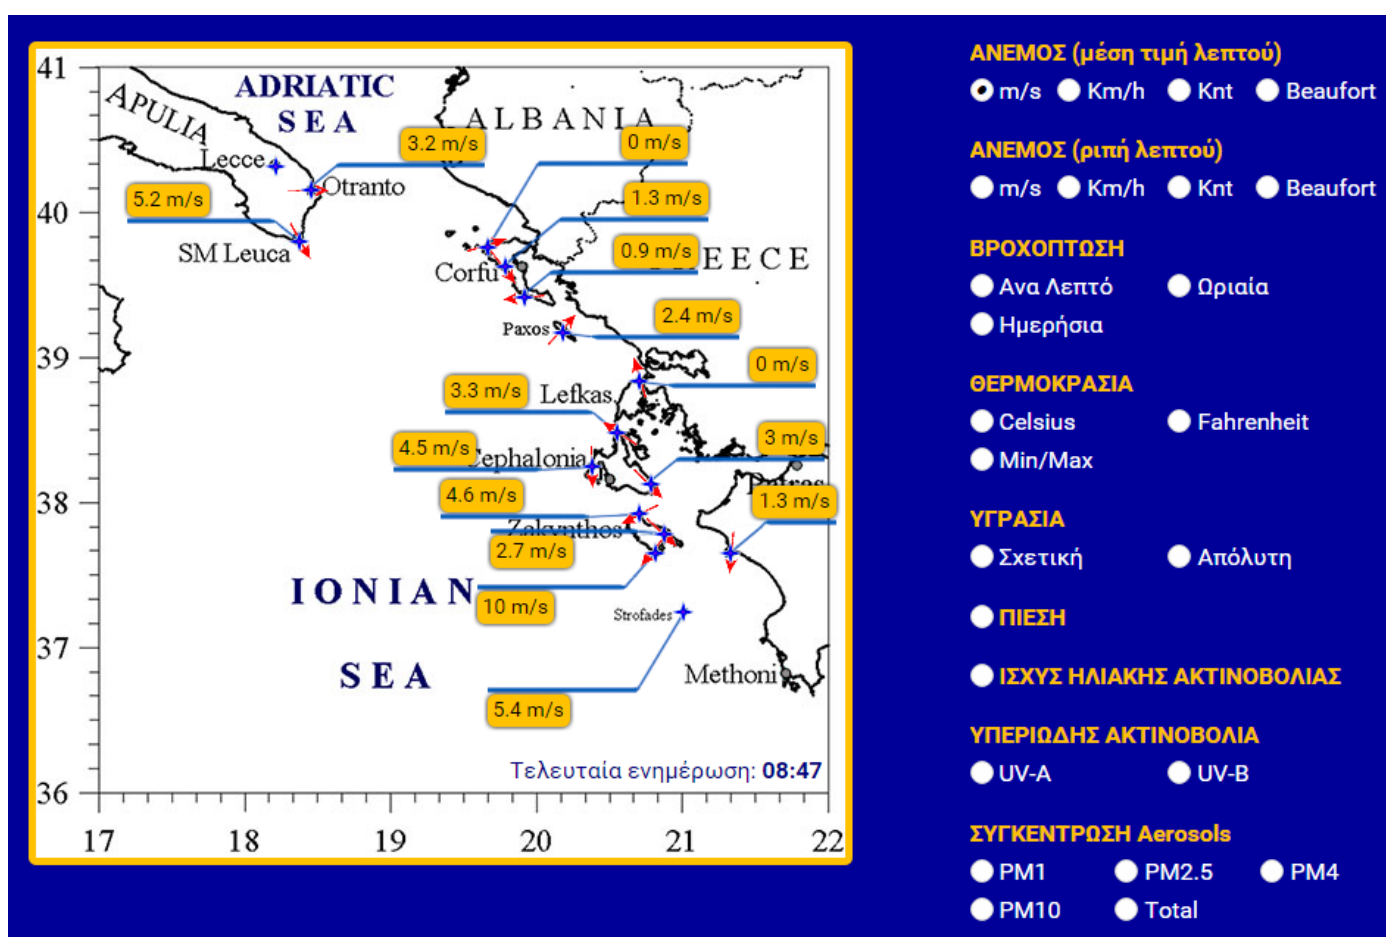 41
ADRIATIC
SEA
APULIA
ALBANIA
3.2 m/s
0 m/s
Lecce
Otranto
5.2 m/s
1.3 m/s
40
SM Leuca
0.9 m/s
EECE
Corfu
2.4 m/s
Paxos
39
0 m/s
3.3 m/s
Lefkas
3 m/s
4.5 m/s
Cephalonia
4.6 m/s
38
1.3 m/s
Zakynthos
2.7 m/s
IONIAN
10 m/s
Strofades
37
SEA
Methoni
5.4 m/s
Τελευταία ενημέρωση: 08:47
36
17 18 19 20 21 22
ΑΝΕΜΟΣ (μέση τιμή λεπτού)
m/s Km/h Knt Beaufort
ΑΝΕΜΟΣ (ριπή λεπτού)
m/s Km/h Knt Beaufort
ΒΡΟΧΟΠΤΩΣΗ
Ανα Λεπτό Ωριαία
Ημερήσια
ΘΕΡΜΟΚΡΑΣΙΑ
Celsius Fahrenheit
Min/Max
ΥΓΡΑΣΙΑ
Σχετική Απόλυτη
ΠΙΕΣΗ
ΙΣΧΥΣ ΗΛΙΑΚΗΣ ΑΚΤΙΝΟΒΟΛΙΑΣ
ΥΠΕΡΙΩΔΗΣ ΑΚΤΙΝΟΒΟΛΙΑ
UV-A UV-B
ΣΥΓΚΕΝΤΡΩΣΗ Aerosols
PM1 PM2.5 PM4
PM10 Total